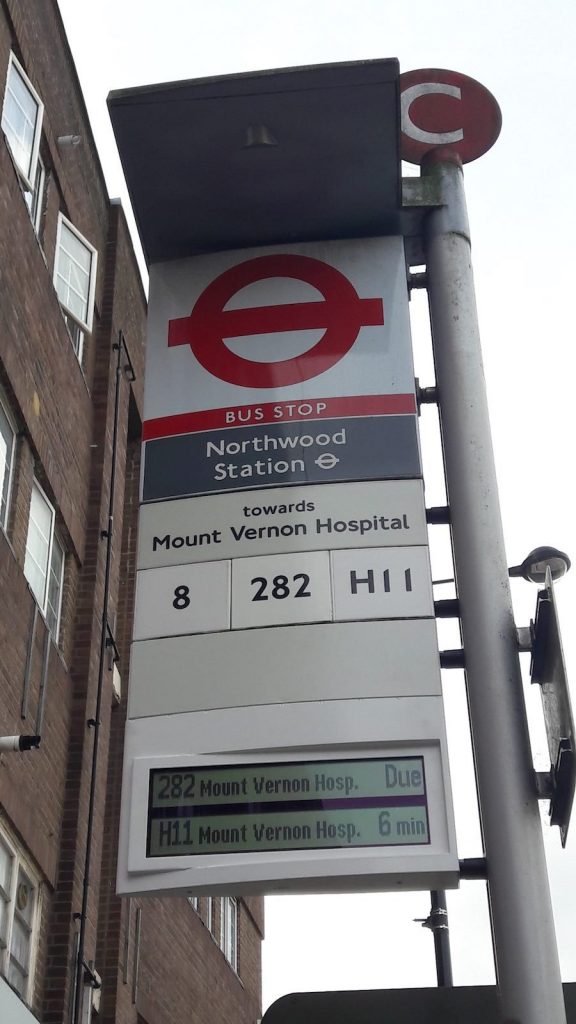 C
BUS STOP
Northwood
Station
towards
Mount Vernon Hospital
8 282 H11
282 Mount Vernon Hosp. Due
H11 Mount Vernon Hosp. 6 min